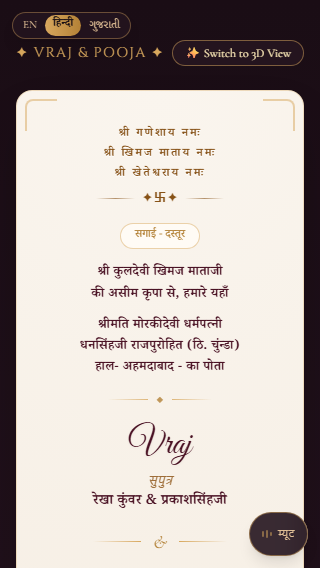 EN हिन्दी ગુજરાતી
✦ VRAJ & POOJA ✦
✨ Switch to 3D View
श्री गणेशाय नमः
श्री खिमज माताय नमः
श्री खेतेश्वराय नमः
✦卐✦
सगाई - दस्तूर
श्री कुलदेवी खिमज माताजी
की असीम कृपा से, हमारे यहाँ
श्रीमति मोरकीदेवी धर्मपत्नी
धनसिंहजी राजपुरोहित (ठि. चुंन्डा)
हाल- अहमदाबाद - का पोता
Vraj
सुपुत्र
रेखा कुंवर & प्रकाशसिंहजी
&
म्यूट